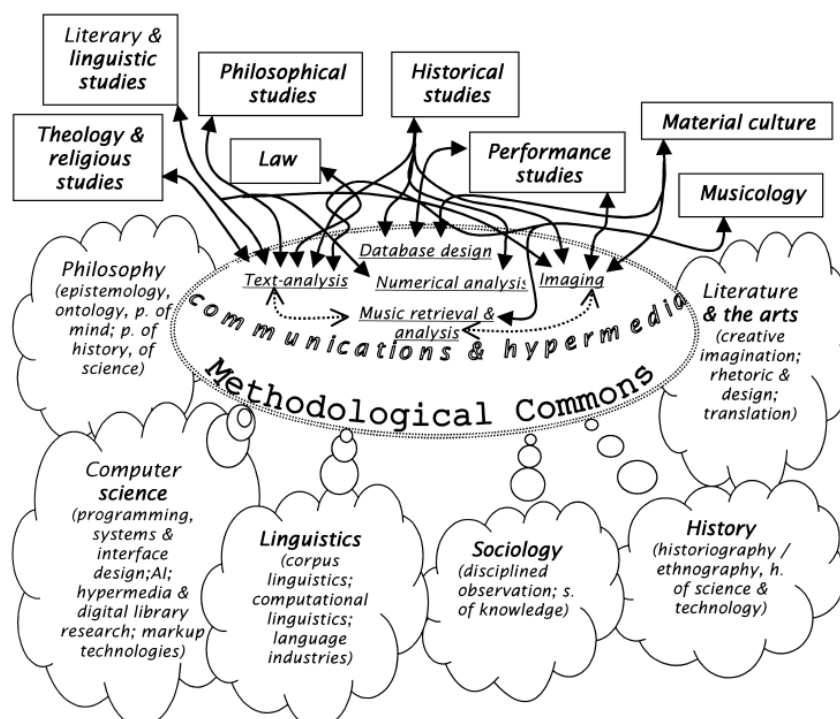 Literary &
linguistic
studies
Philosophical
studies
Historical
studies
Theology &
religious
studies
Law
Performance
studies
Material culture
Musicology
Database design
Text-analysis
Numerical analysis
Imaging
Music retrieval &
analysis
communications & hypermedia
Methodological Commons
Philosophy
(epistemology,
ontology, p. of
mind; p. of
history, of
science)
Literature
& the arts
(creative
imagination;
rhetoric &
design;
translation)
Computer
science
(programming,
systems &
interface
design;AI;
hypermedia &
digital library
research; markup
technologies)
Linguistics
(corpus
linguistics;
computational
linguistics;
language
industries)
Sociology
(disciplined
observation; s.
of knowledge)
History
(historiography /
ethnography, h.
of science &
technology)